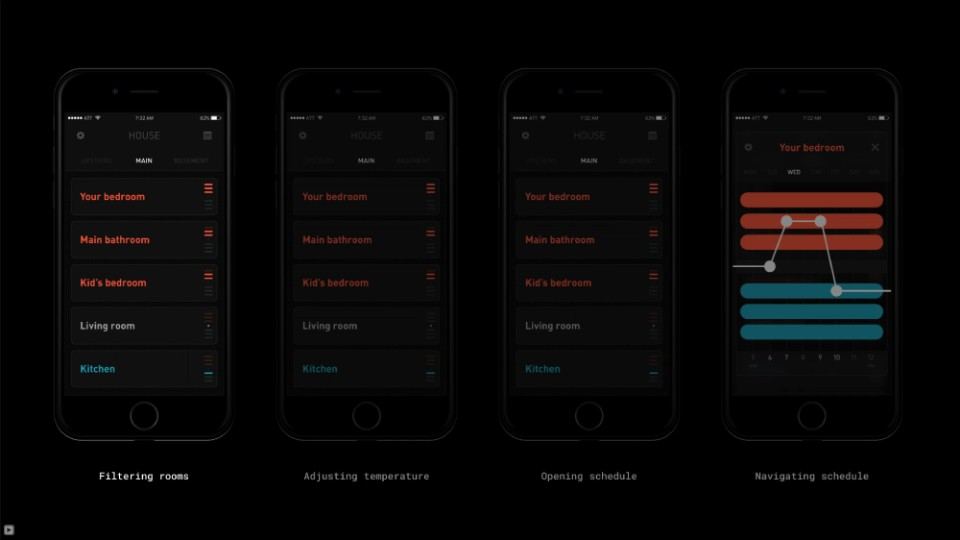 ATT 7:32 AM 82%
HOUSE
UPSTAIRS MAIN BASEMENT
Your bedroom
Main bathroom
Kid's bedroom
Living room
Kitchen
Filtering rooms
ATT 7:32 AM 82%
HOUSE
UPSTAIRS MAIN BASEMENT
Your bedroom
Main bathroom
Kid's bedroom
Living room
Kitchen
Adjusting temperature
ATT 7:32 AM 82%
HOUSE
UPSTAIRS MAIN BASEMENT
Your bedroom
Main bathroom
Kid's bedroom
Living room
Kitchen
Opening schedule
ATT 7:32 AM 82%
Your bedroom
MON TUE WED THU FRI SAT SUN
5 6 7 8 9 10 11 12
Navigating schedule